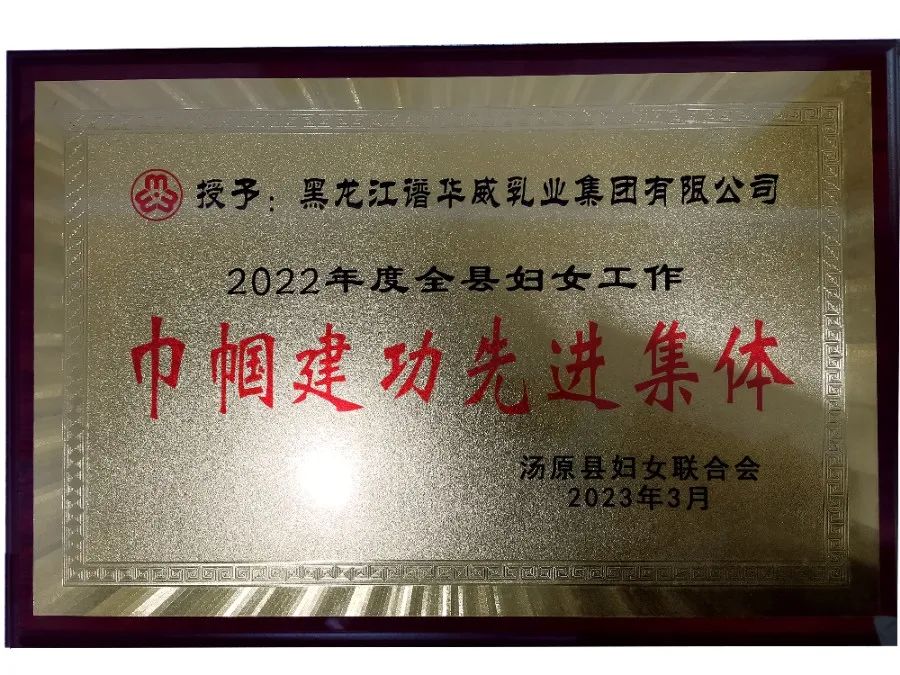 授予：黑龙江谱华威乳业集团有限公司
2022年度全县妇女工作
巾帼建功先进集体
汤原县妇女联合会
2023年3月